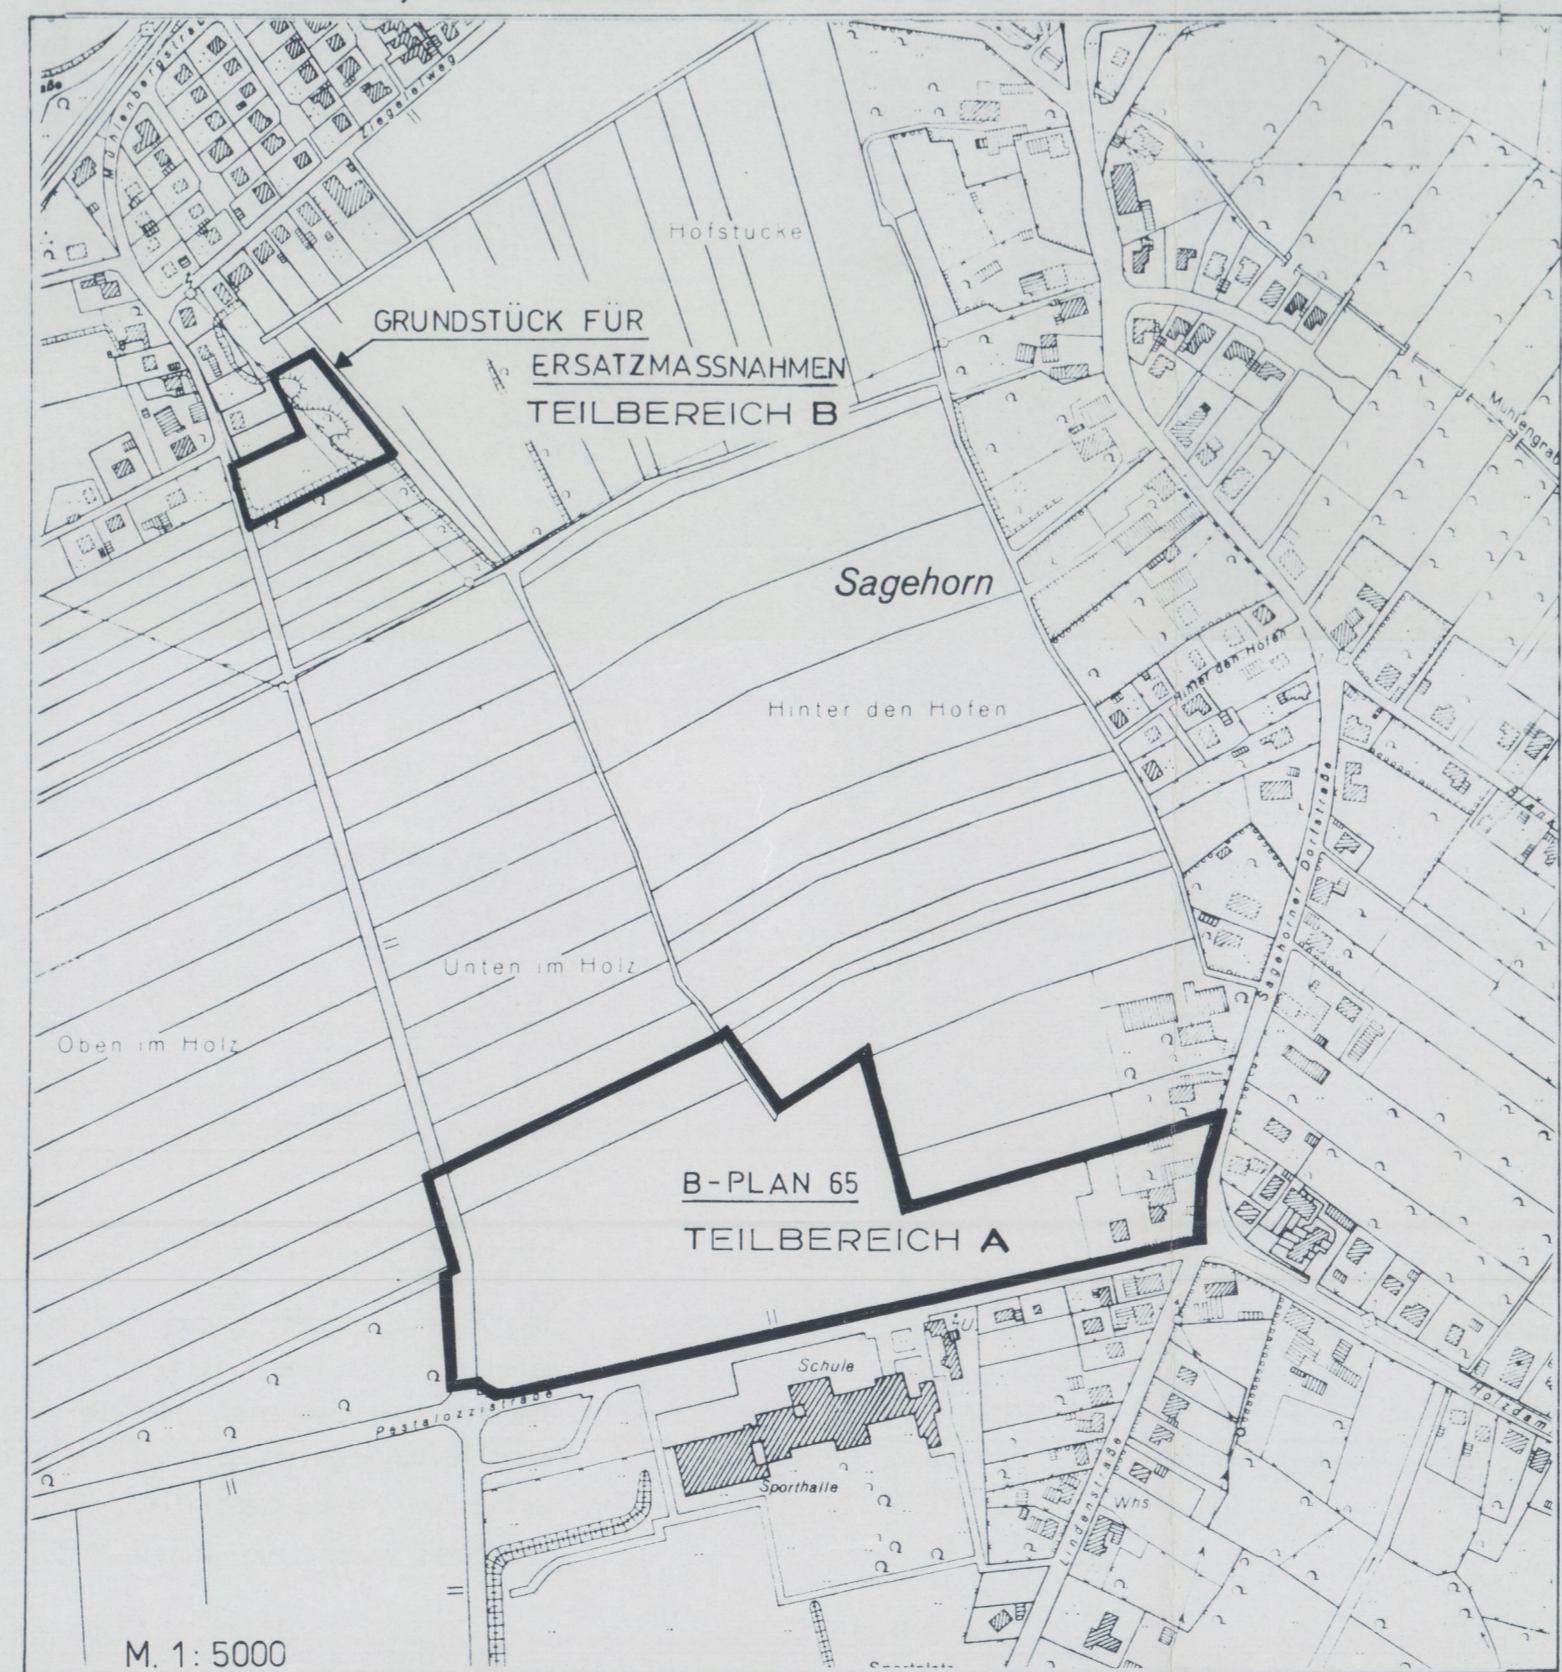 Mühlenbergstraß
Ziegeleiweg
Hofstücke
GRUNDSTÜCK FÜR
ERSATZMASSNAHMEN
TEILBEREICH B
Mühlengrab
Sagehorn
Hinter den Höfen
Hinter den Höfen
Sagehorner Dorfstraße
Unten im Holz
Oben im Holz
B-PLAN 65
TEILBEREICH A
Schule
Pestalozzistraße
Sporthalle
Holzdam
Lindenstraße
Whs
M. 1: 5000